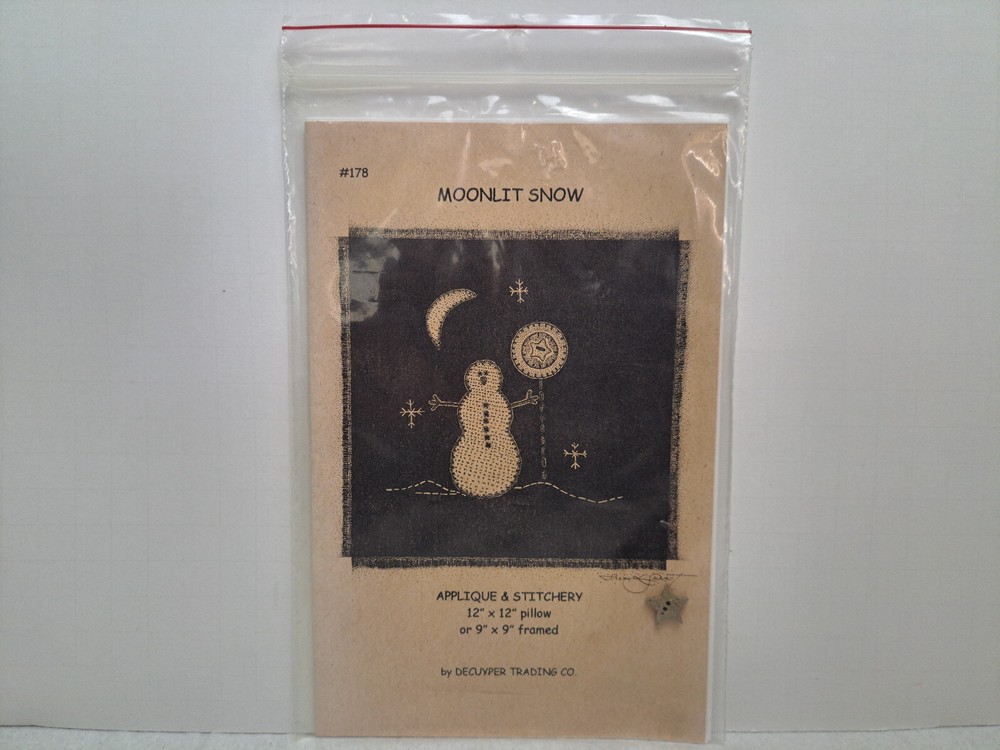 #178
MOONLIT SNOW
APPLIQUE & STITCHERY
12" x 12" pillow
or 9" x 9" framed
by DECUYPER TRADING CO.